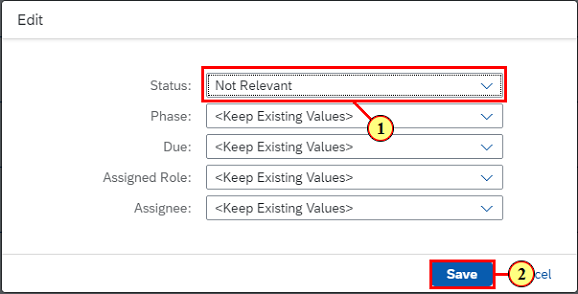 Edit
Status: Not Relevant
1
Phase: <Keep Existing Values>
Due: <Keep Existing Values>
Assigned Role: <Keep Existing Values>
Assignee: <Keep Existing Values>
Save 2 cel